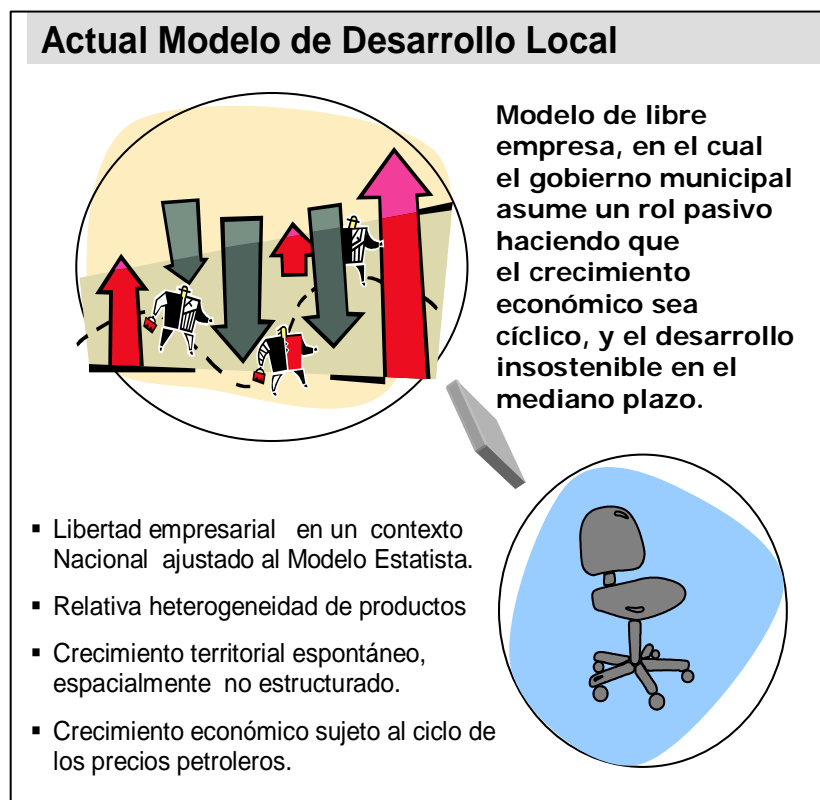 Actual Modelo de Desarrollo Local
Modelo de libre
empresa, en el cual
el gobierno municipal
asume un rol pasivo
haciendo que
el crecimiento
económico sea
cíclico, y el desarrollo
insostenible en el
mediano plazo.
▪ Libertad empresarial en un contexto
Nacional ajustado al Modelo Estatista.
▪ Relativa heterogeneidad de productos
▪ Crecimiento territorial espontáneo,
espacialmente no estructurado.
▪ Crecimiento económico sujeto al ciclo de
los precios petroleros.